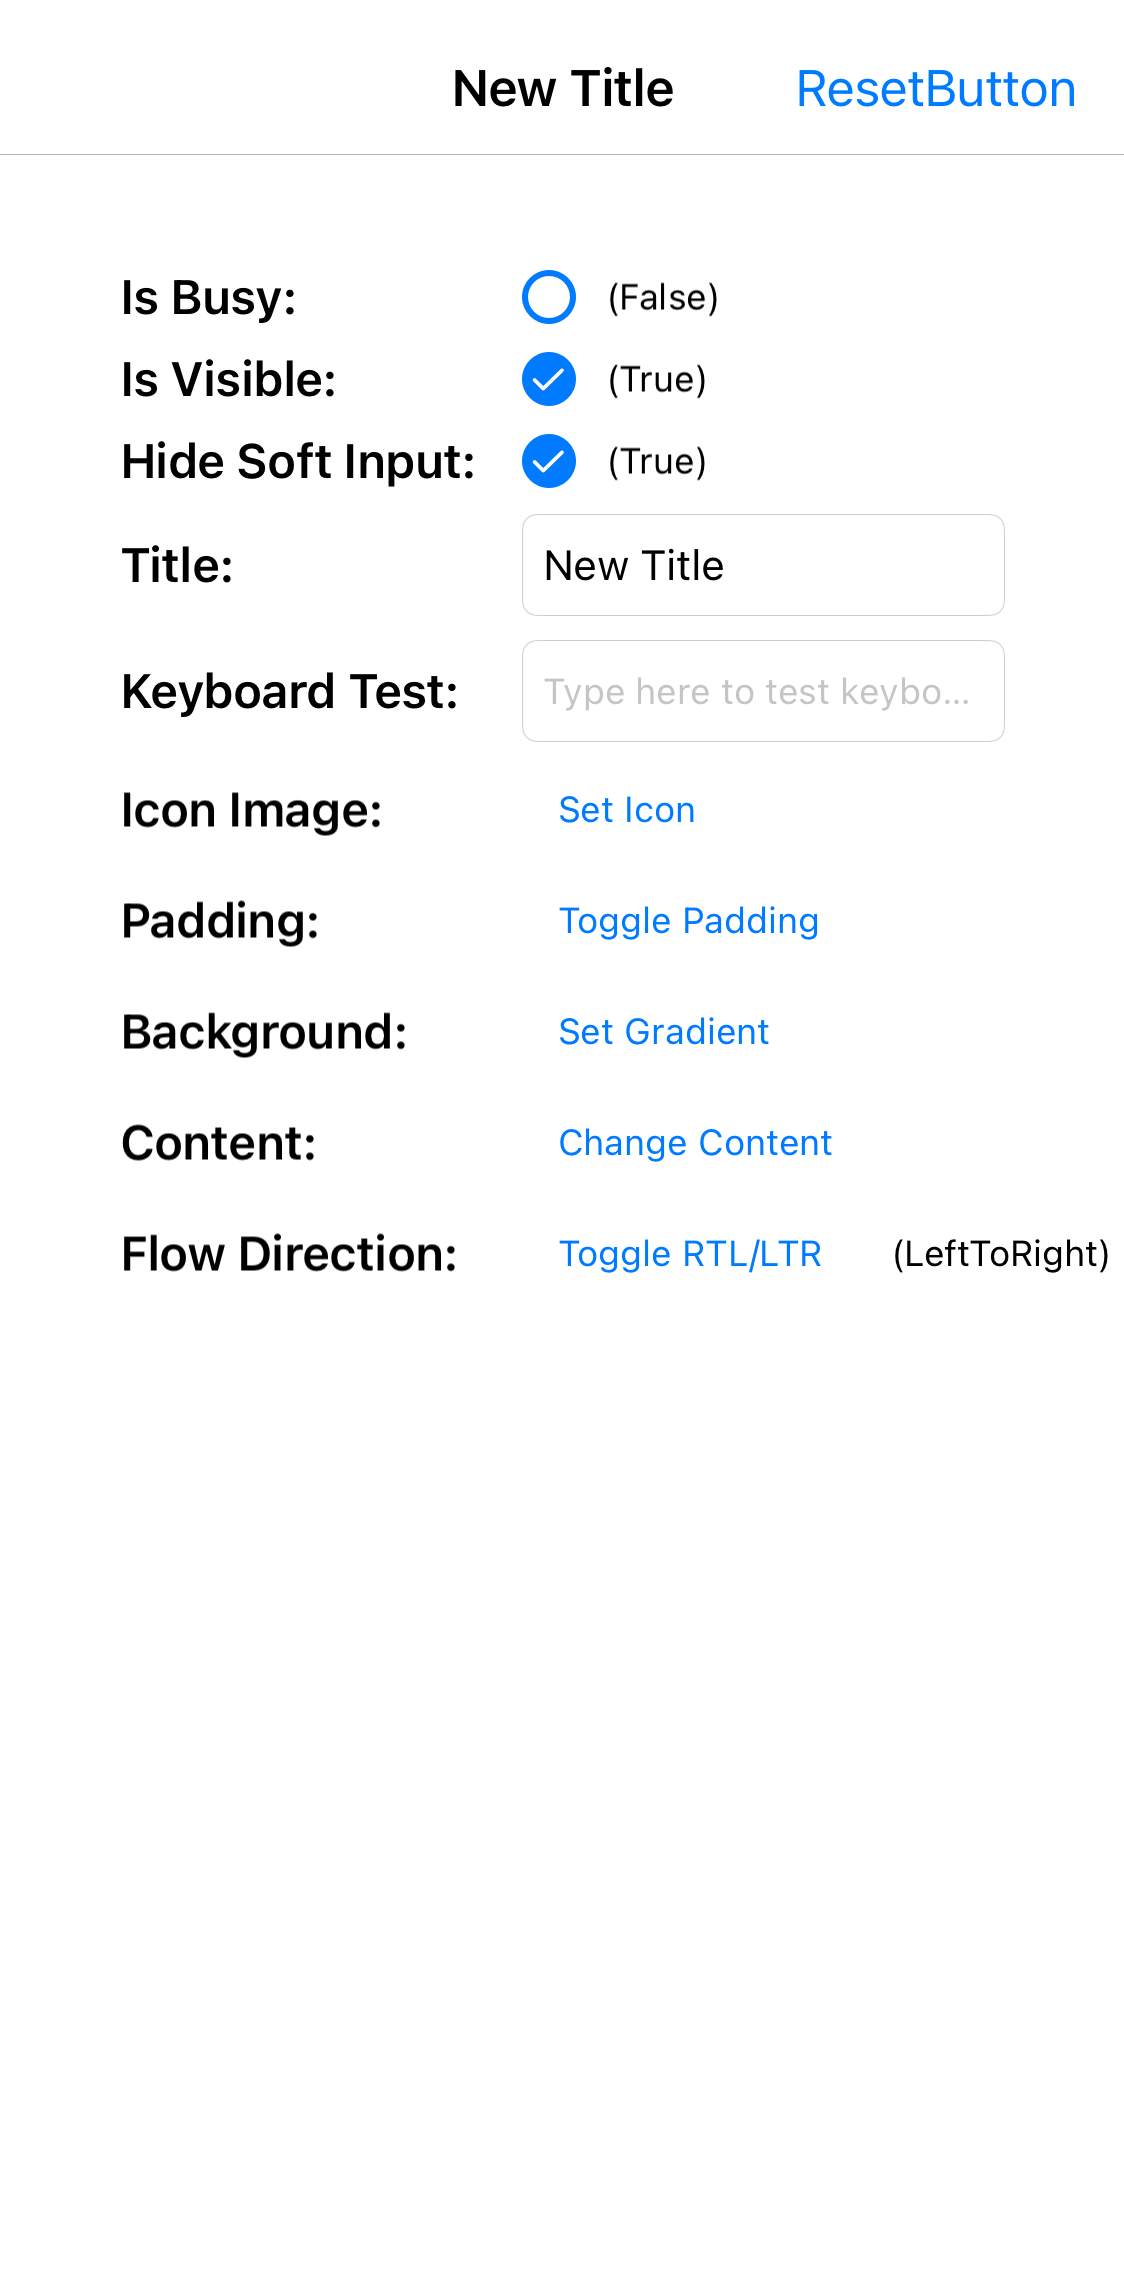 New Title ResetButton
Is Busy: (False)
Is Visible: (True)
Hide Soft Input: (True)
Title: New Title
Keyboard Test: Type here to test keybo...
Icon Image: Set Icon
Padding: Toggle Padding
Background: Set Gradient
Content: Change Content
Flow Direction: Toggle RTL/LTR (LeftToRight)